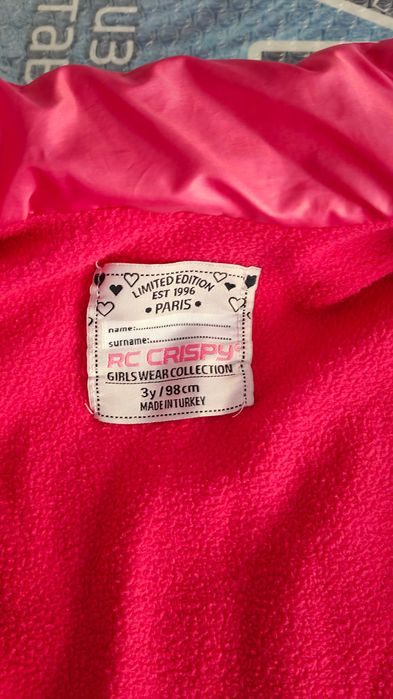 LIMITED EDITION
EST 1996
• PARIS •
name:
surname:
RC CRISPY
GIRLS WEAR COLLECTION
3y / 98cm
MADE IN TURKEY